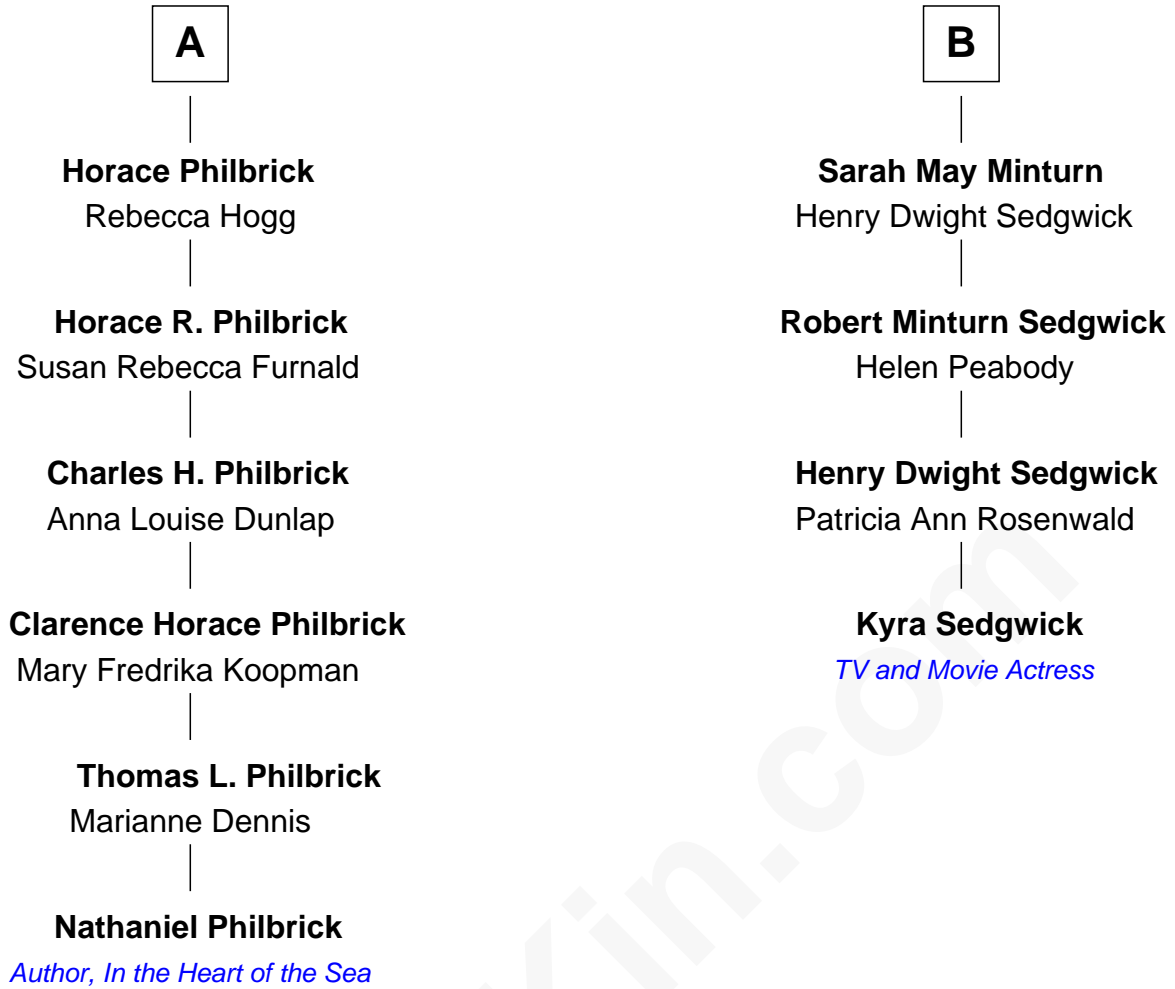 A
Horace Philbrick
Rebecca Hogg
Horace R. Philbrick
Susan Rebecca Furnald
Charles H. Philbrick
Anna Louise Dunlap
Clarence Horace Philbrick
Mary Fredrika Koopman
Thomas L. Philbrick
Marianne Dennis
Nathaniel Philbrick
Author, In the Heart of the Sea
B
Sarah May Minturn
Henry Dwight Sedgwick
Robert Minturn Sedgwick
Helen Peabody
Henry Dwight Sedgwick
Patricia Ann Rosenwald
Kyra Sedgwick
TV and Movie Actress
Kin.com